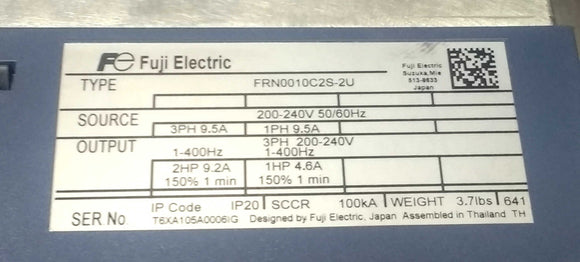 Fe Fuji Electric
Fuji Electric
Suzuka, Mie
513-8633
Japan
TYPE FRN0010C2S-2U
SOURCE 200-240V 50/60Hz
3PH 9.5A 1PH 9.5A
OUTPUT 3PH 200-240V
1-400Hz 1-400Hz
2HP 9.2A 1HP 4.6A
150% 1 min 150% 1 min
IP Code IP20 SCCR 100kA WEIGHT 3.7lbs 641
SER No. T6XA105A0006IG Designed by Fuji Electric, Japan Assembled in Thailand TH